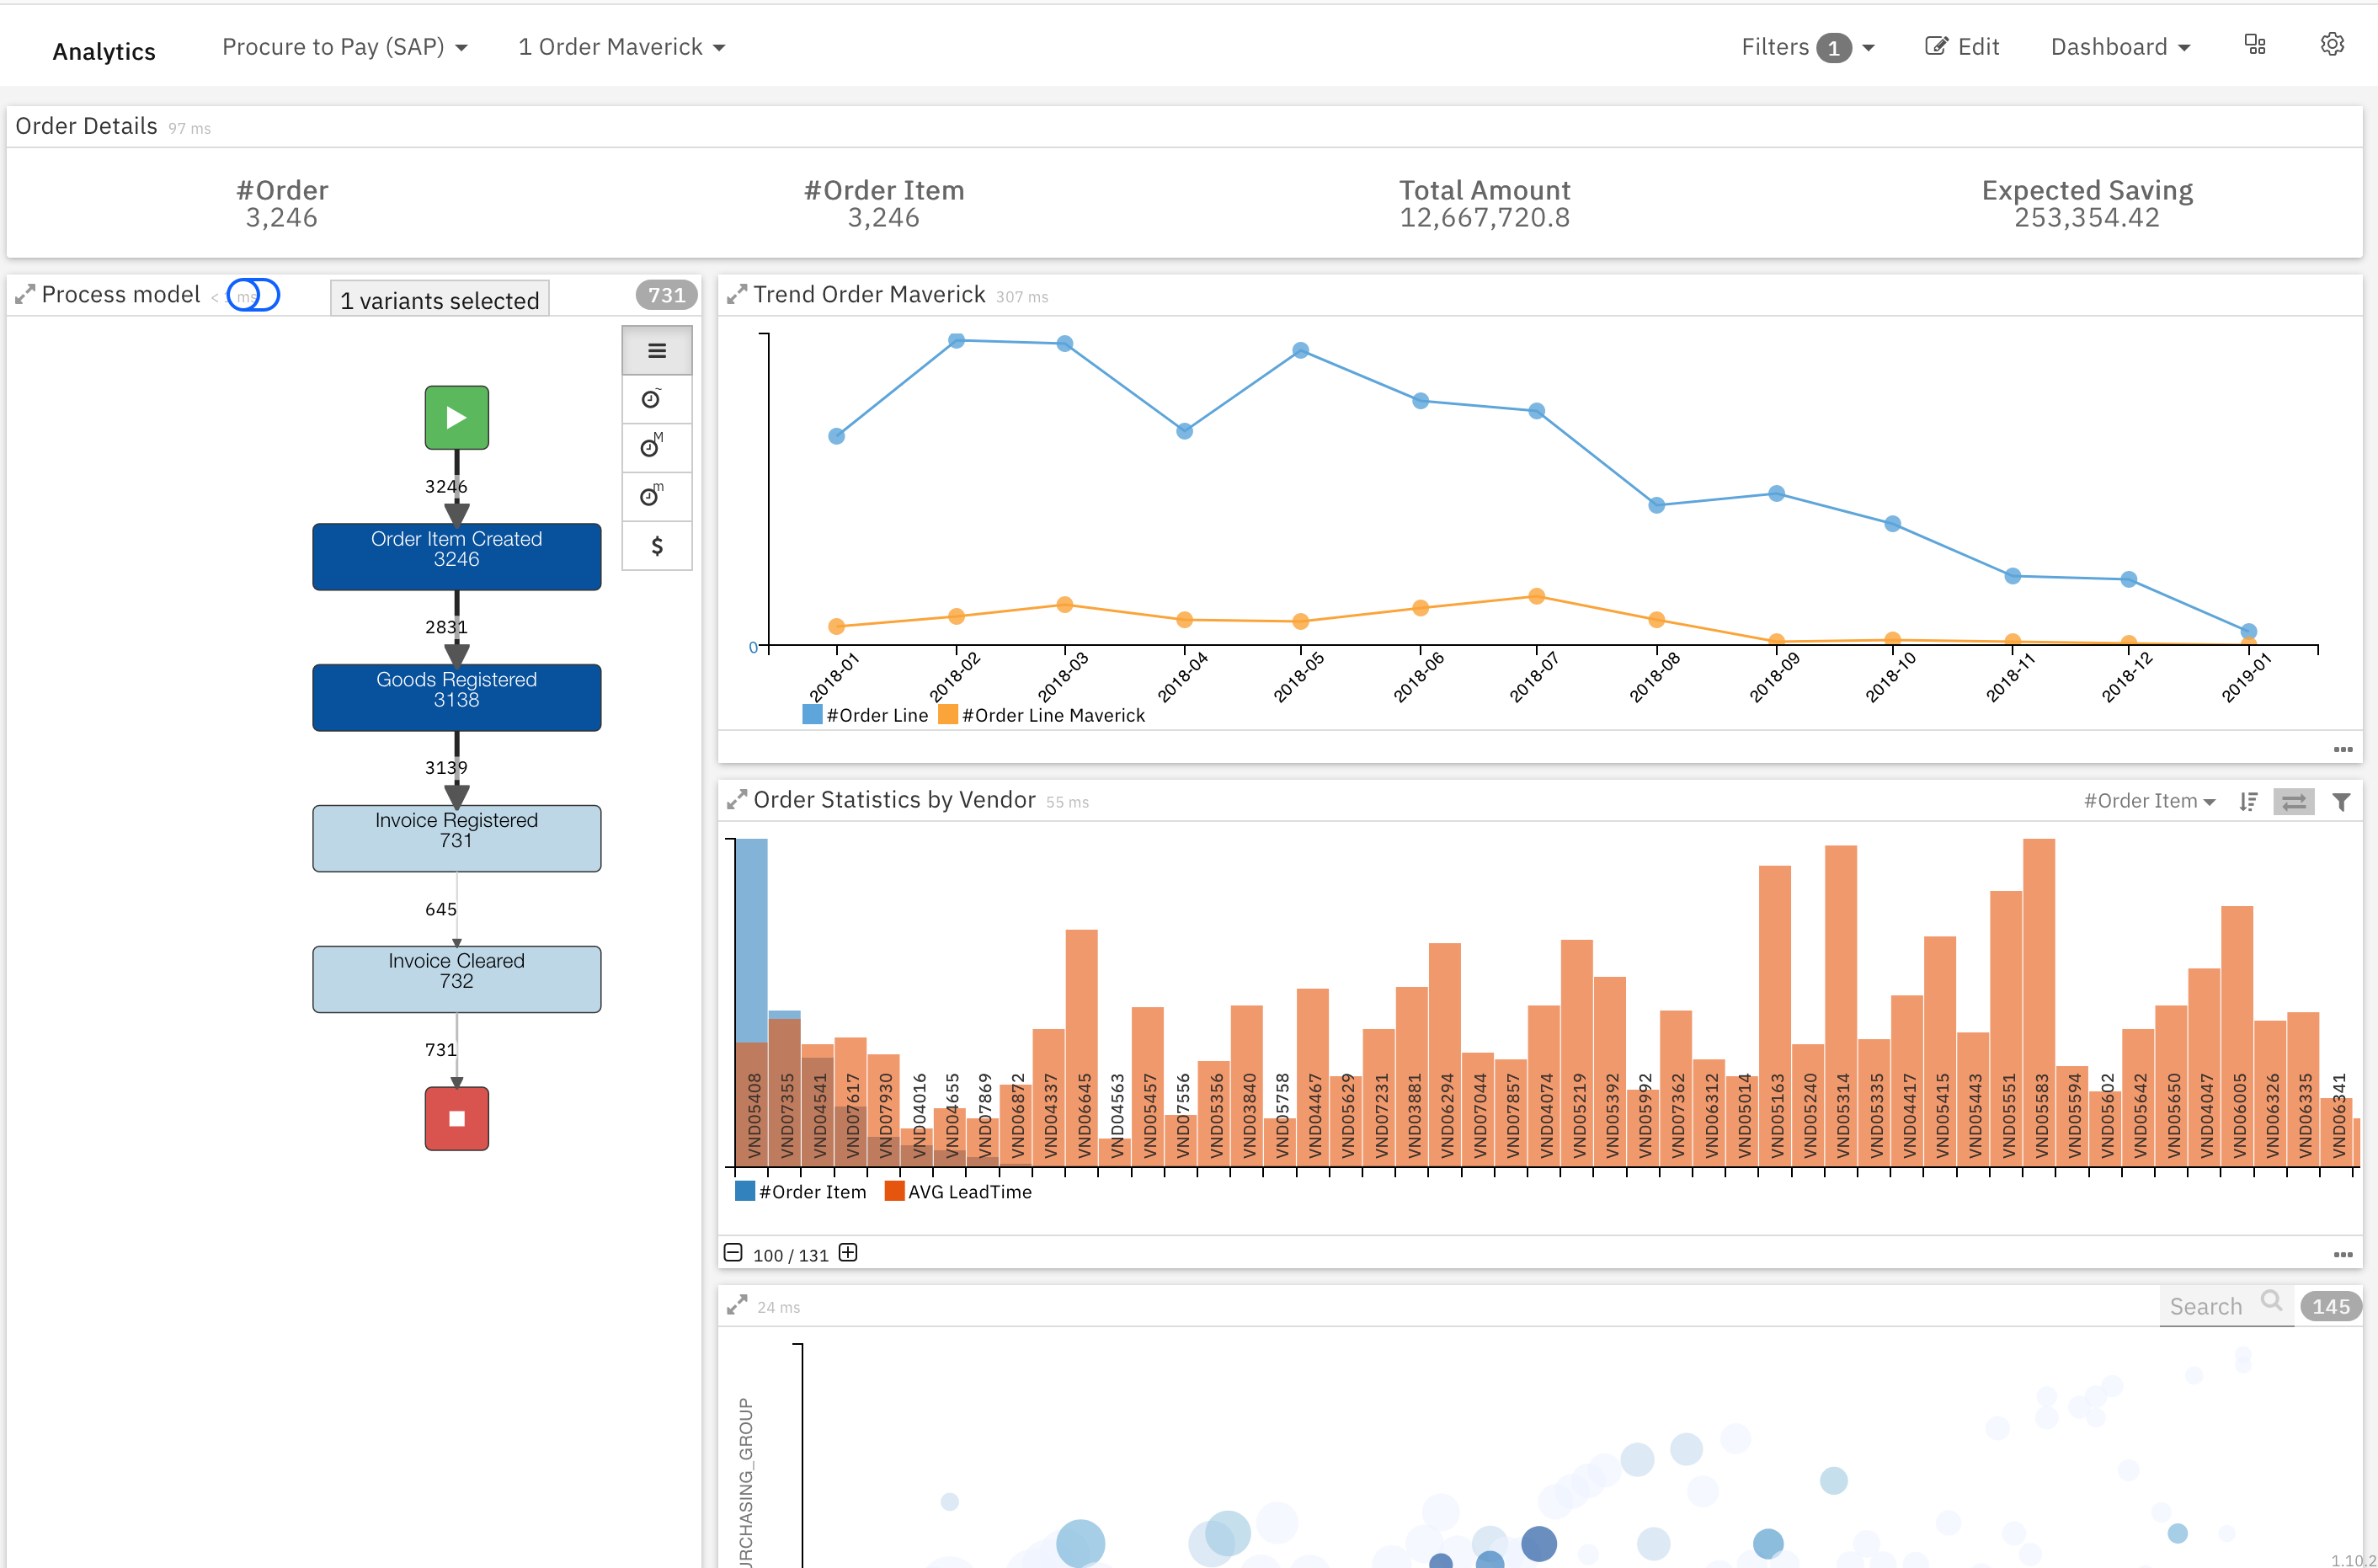 Analytics
Procure to Pay (SAP)
1 Order Maverick
Filters 1
Edit
Dashboard
Order Details 97 ms
#Order
3,246
#Order Item
3,246
Total Amount
12,667,720.8
Expected Saving
253,354.42
Process model
1 variants selected
731
M
m
$
3246
Order Item Created
3246
2831
Goods Registered
3138
3139
Invoice Registered
731
645
Invoice Cleared
732
731
Trend Order Maverick 307 ms
0
2018-01
2018-02
2018-03
2018-04
2018-05
2018-06
2018-07
2018-08
2018-09
2018-10
2018-11
2018-12
2019-01
#Order Line
#Order Line Maverick
Order Statistics by Vendor 55 ms
#Order Item
VND05408
VND07355
VND04541
VND07617
VND07930
VND04016
VND04655
VND07869
VND06872
VND04337
VND06645
VND04563
VND05457
VND07556
VND05356
VND03840
VND05758
VND04467
VND05629
VND07231
VND03881
VND06294
VND07044
VND07857
VND04074
VND05219
VND05392
VND05992
VND07362
VND06312
VND05014
VND05163
VND05240
VND05314
VND05335
VND04417
VND05415
VND05443
VND05551
VND05583
VND05594
VND05602
VND05642
VND05650
VND04047
VND06005
VND06326
VND06335
VND06341
#Order Item
AVG LeadTime
100 / 131
24 ms
Search
145
URCHASING_GROUP